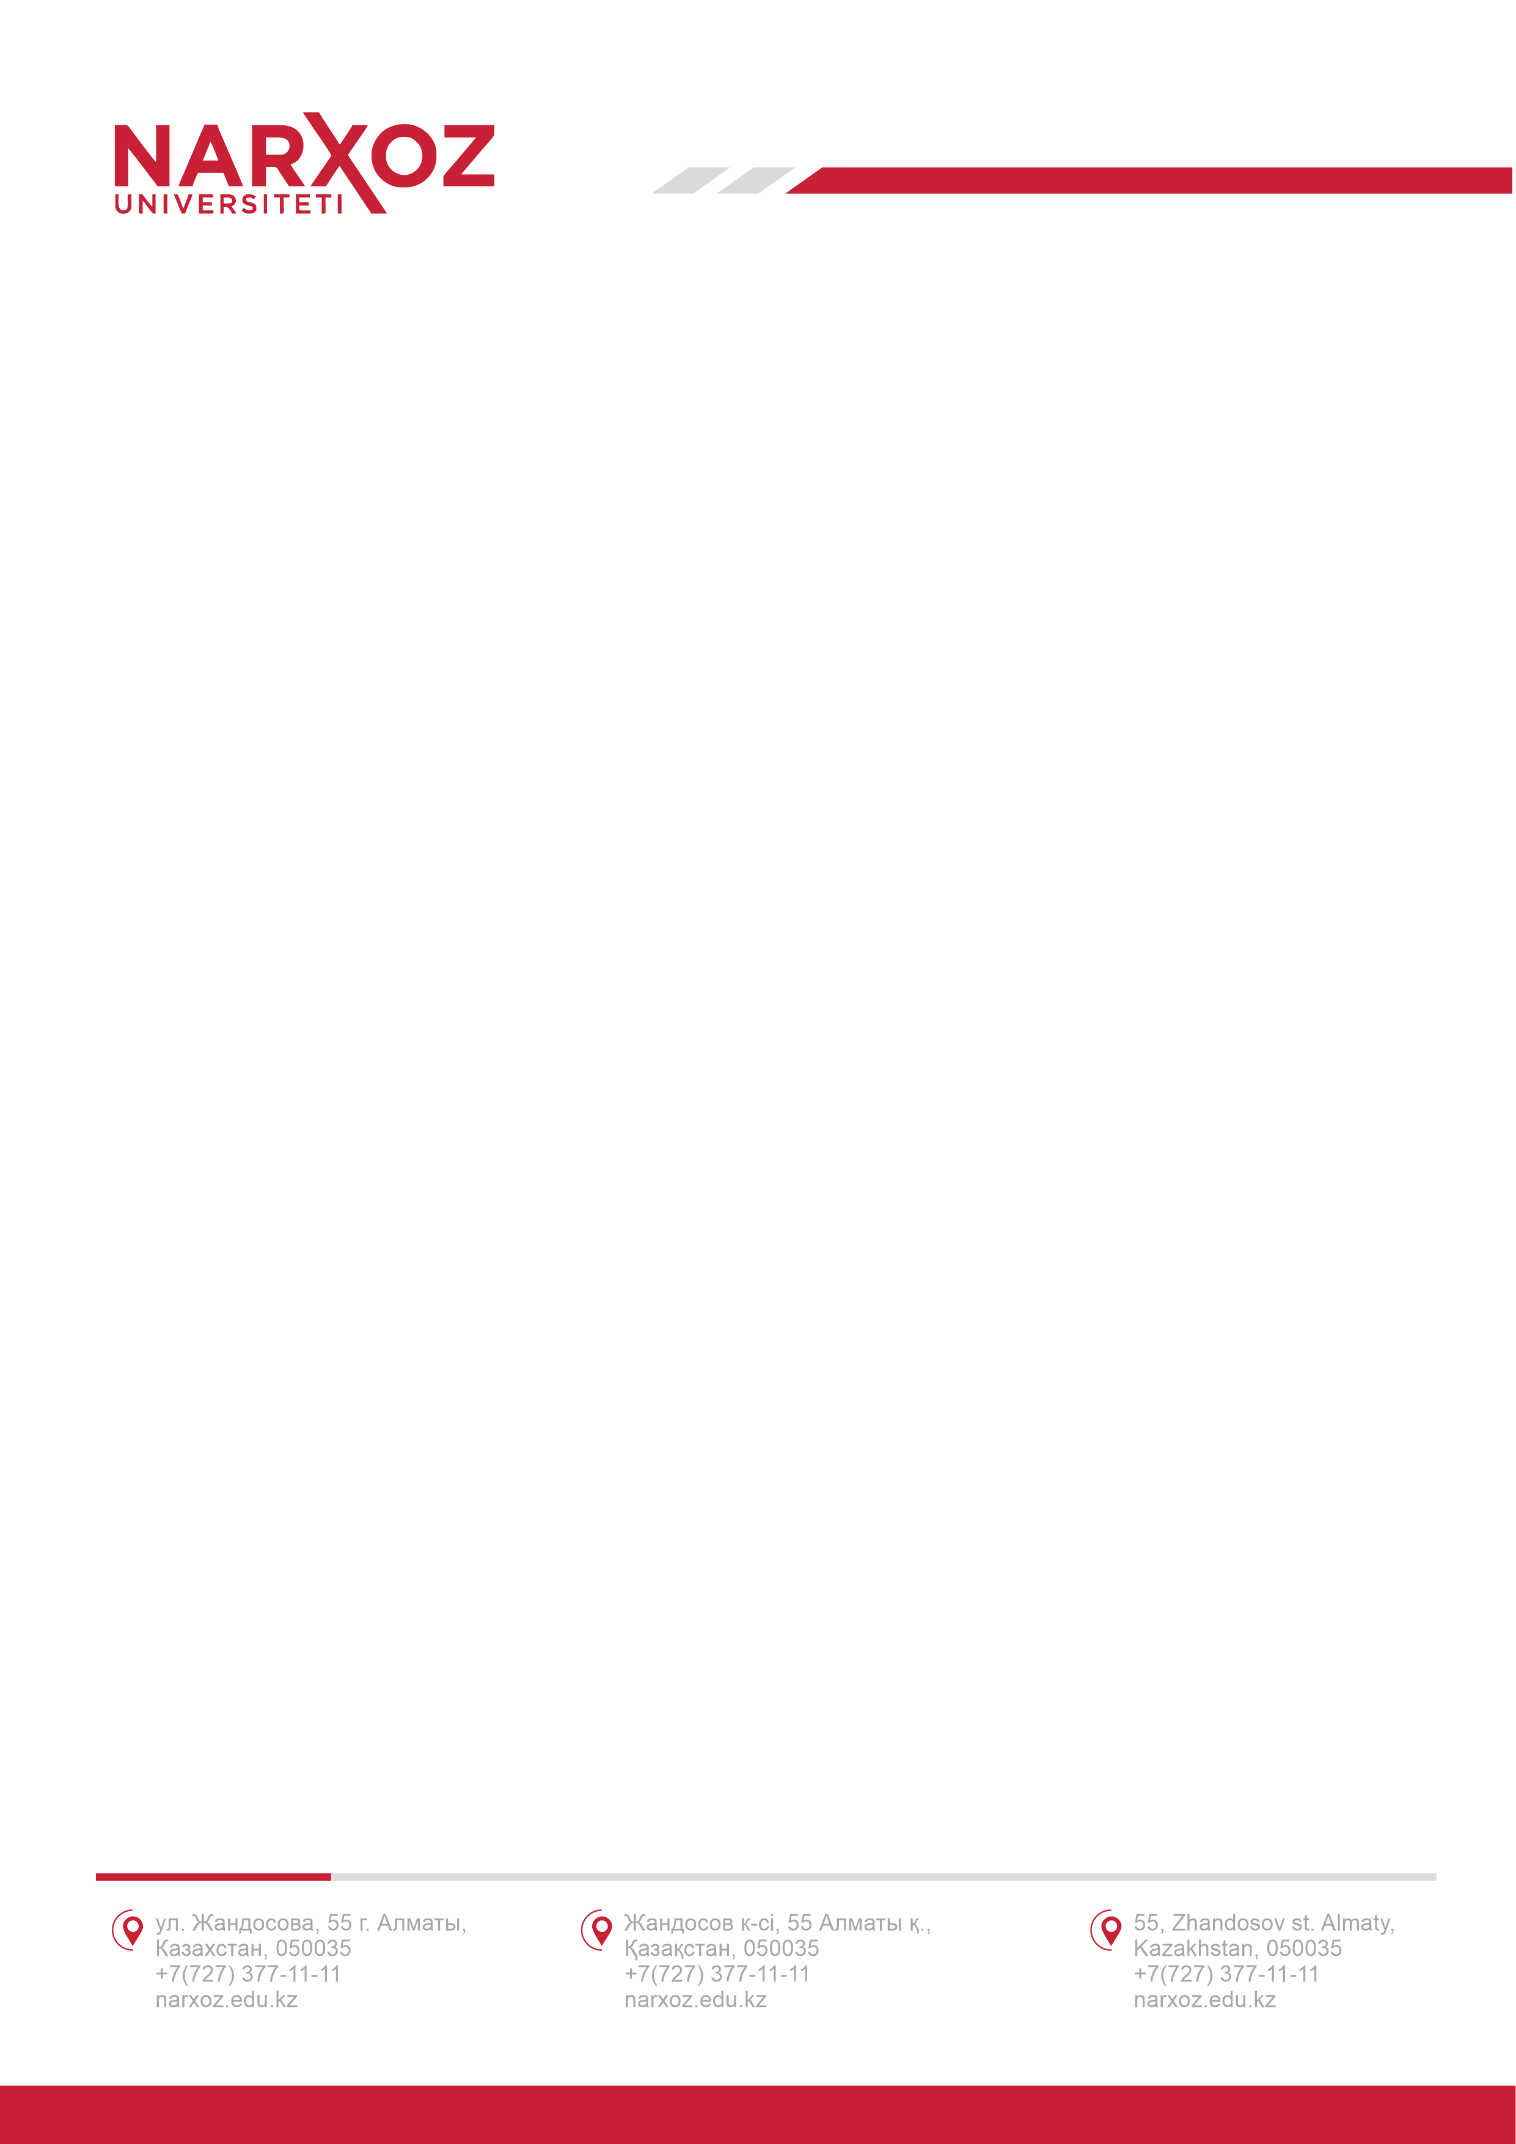 NARXOZ
UNIVERSITETI
ул. Жандосова, 55 г. Алматы,
Казахстан, 050035
+7(727) 377-11-11
narxoz.edu.kz
Жандосов к-сі, 55 Алматы қ.,
Қазақстан, 050035
+7(727) 377-11-11
narxoz.edu.kz
55, Zhandosov st. Almaty,
Kazakhstan, 050035
+7(727) 377-11-11
narxoz.edu.kz